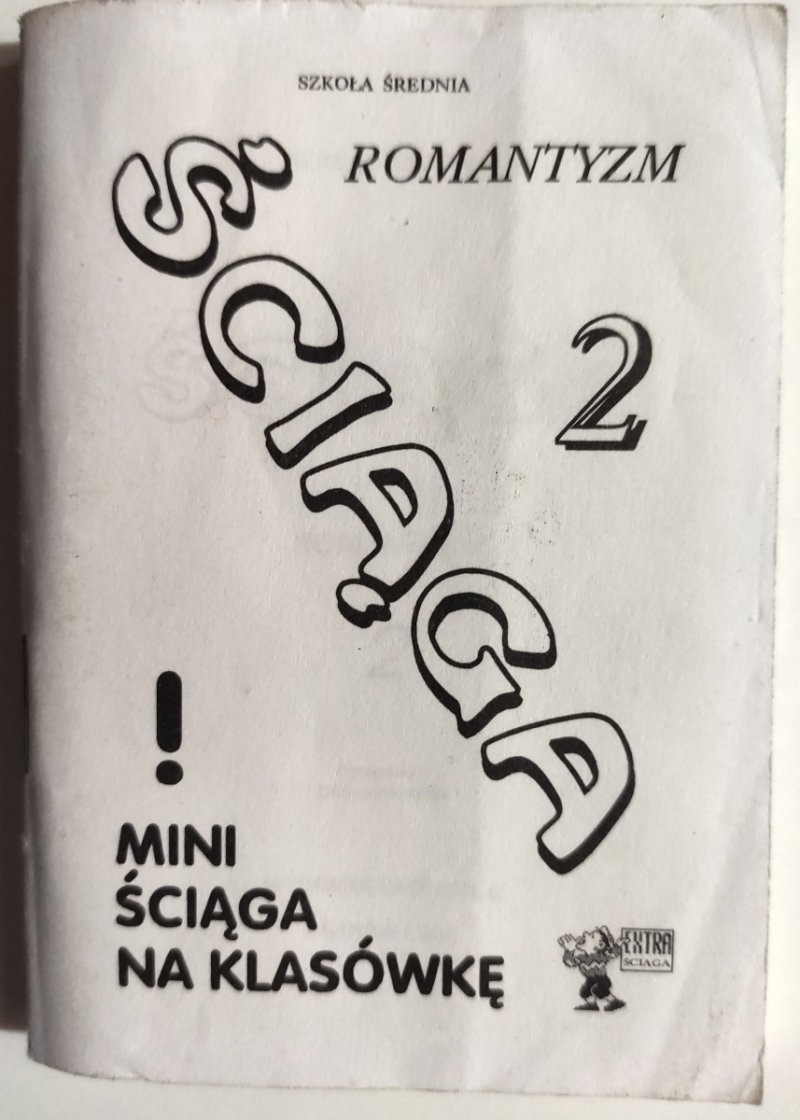 SZKOŁA ŚREDNIA
ROMANTYZM
ŚCIĄGA
2
!
MINI
ŚCIĄGA
NA KLASÓWKĘ
EXTRA
ŚCIĄGA